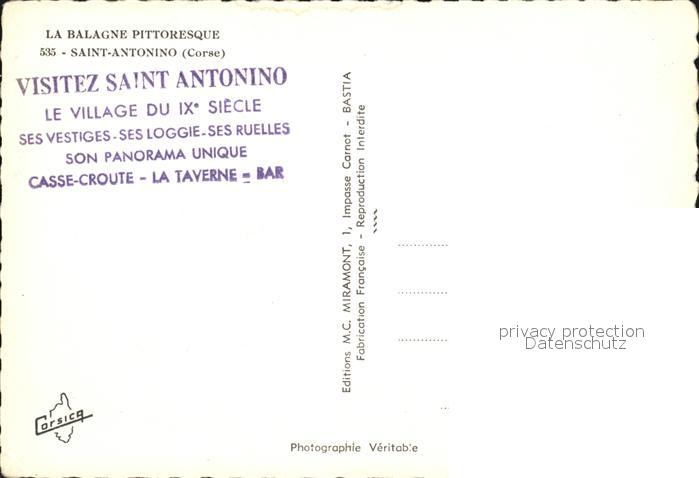 LA BALAGNE PITTORESQUE
535 - SAINT-ANTONINO (Corse)
VISITEZ SAINT ANTONINO
LE VILLAGE DU IXe SIÈCLE
SES VESTIGES-SES LOGGIE-SES RUELLES
SON PANORAMA UNIQUE
CASSE-CROUTE - LA TAVERNE = BAR
Editions M.C. MIRAMONT, 1, Impasse Carnot - BASTIA
Fabrication Française - Reproduction Interdite
privacy protection
Datenschutz
Corsica
Photographie Véritable